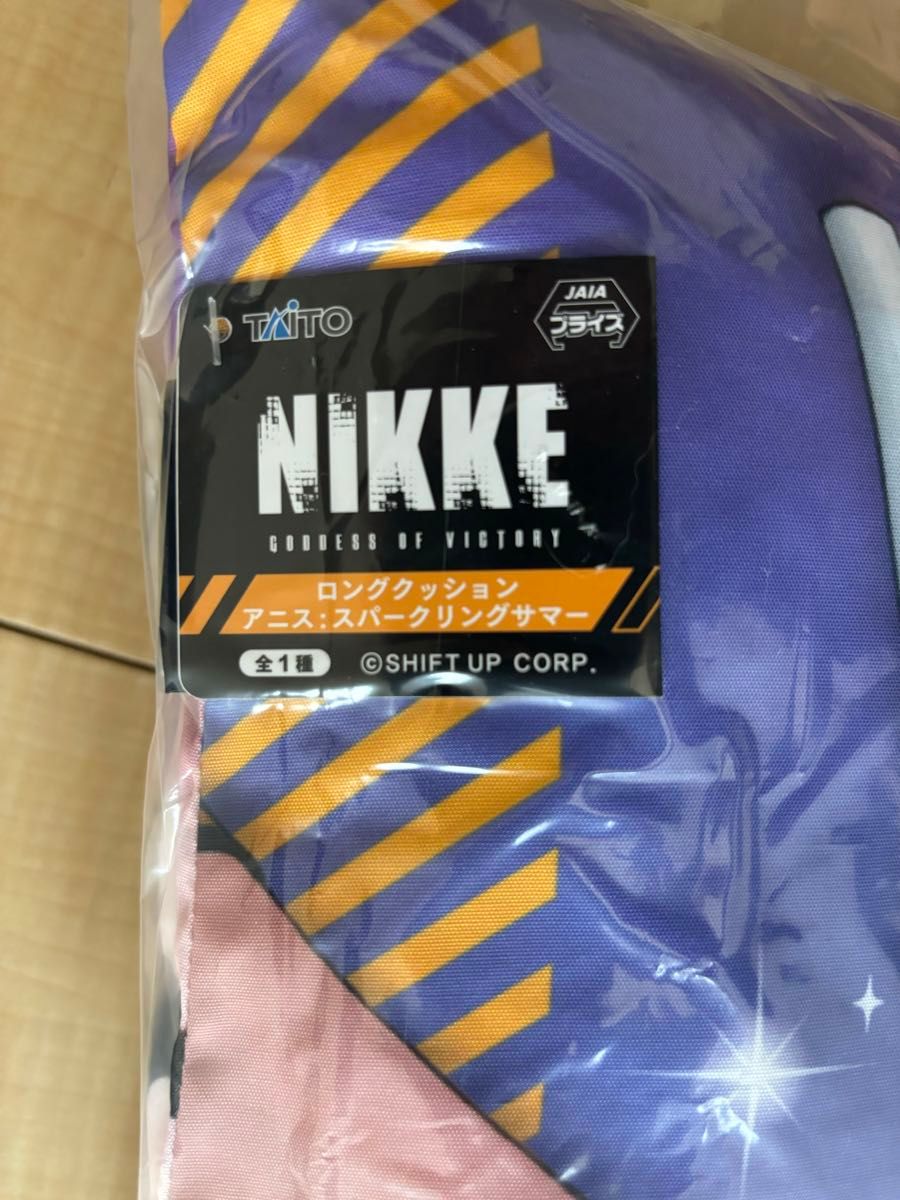 TAITO
JAIA
プライズ
NIKKE
GODDESS OF VICTORY
ロングクッション
アニス:スパークリングサマー
全1種
©SHIFT UP CORP.